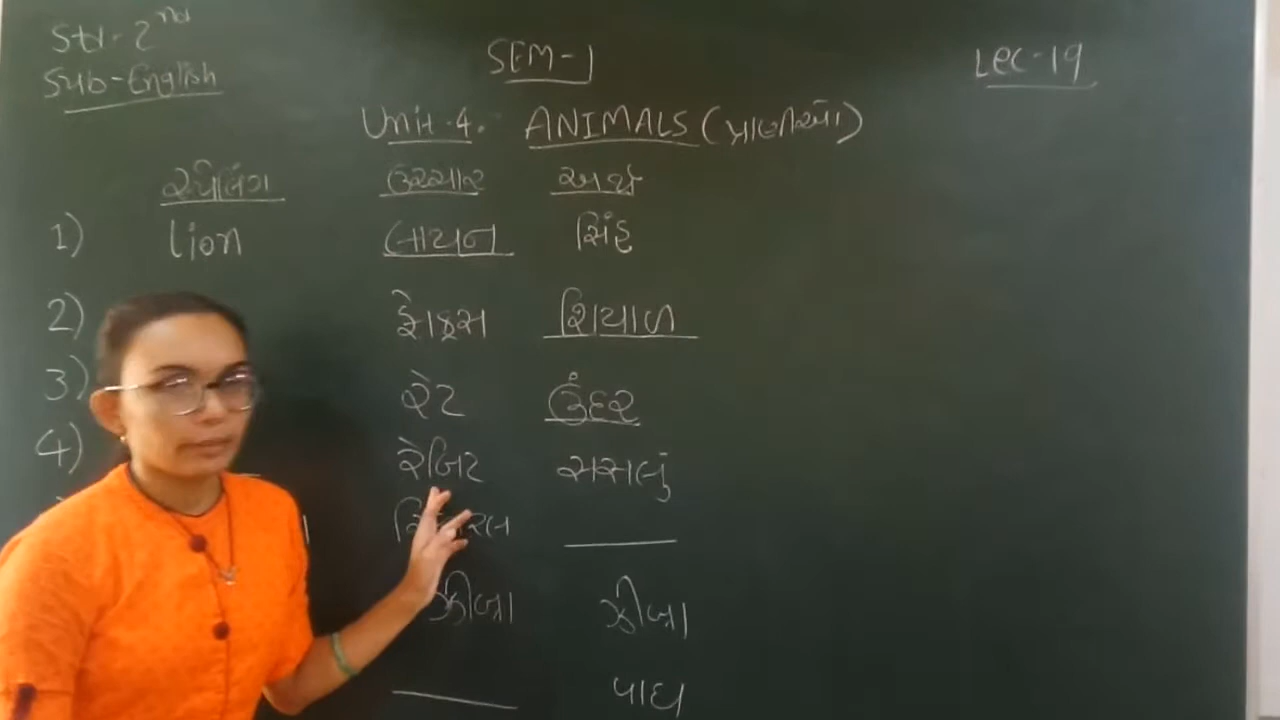 Std - 2nd
Sub - English
SEM - 1
Lec - 19
Unit - 4. ANIMALS (પ્રાણીઓ)
સ્પેલિંગ ઉચ્ચાર અર્થ
1) lion લાયન સિંહ
2) ફોક્સ શિયાળ
3) રેટ ઉંદર
4) રેબિટ સસલું
ઝીબ્રા ઝીબ્રા
વાઘ